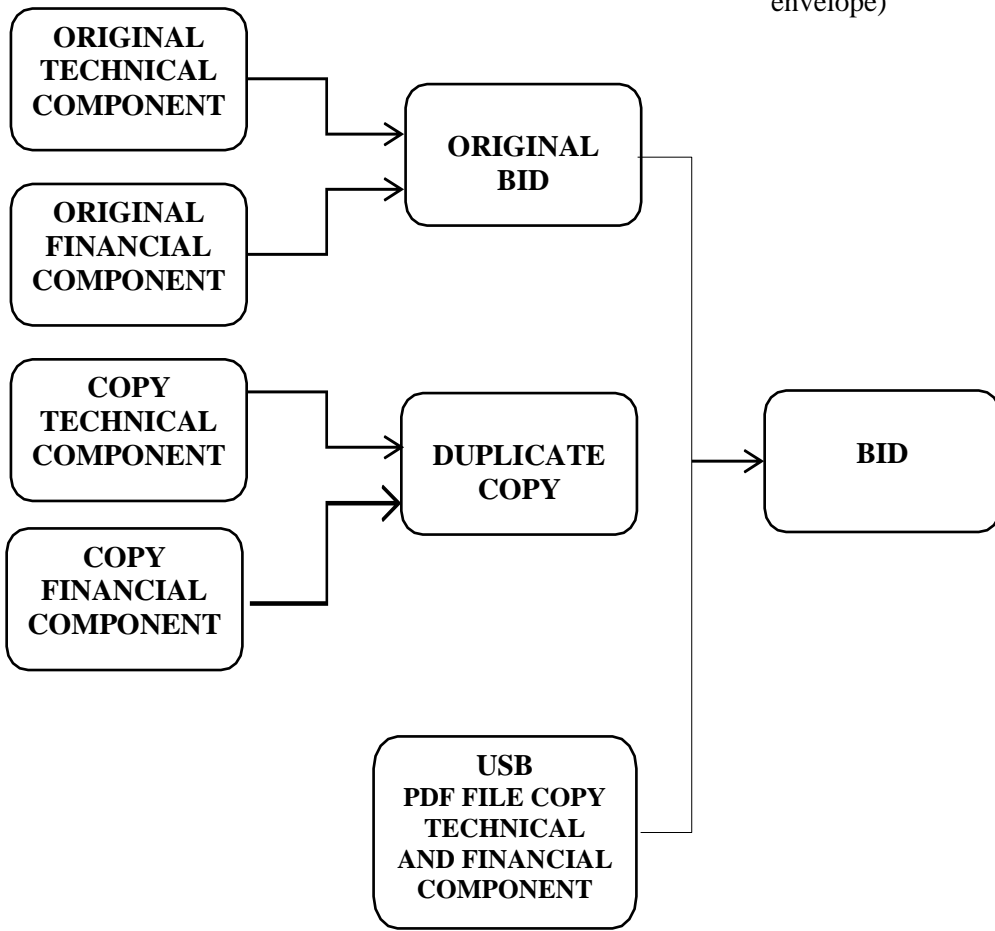 envelope)
ORIGINAL
TECHNICAL
COMPONENT
ORIGINAL
BID
ORIGINAL
FINANCIAL
COMPONENT
COPY
TECHNICAL
COMPONENT
DUPLICATE
COPY
BID
COPY
FINANCIAL
COMPONENT
USB
PDF FILE COPY
TECHNICAL
AND FINANCIAL
COMPONENT